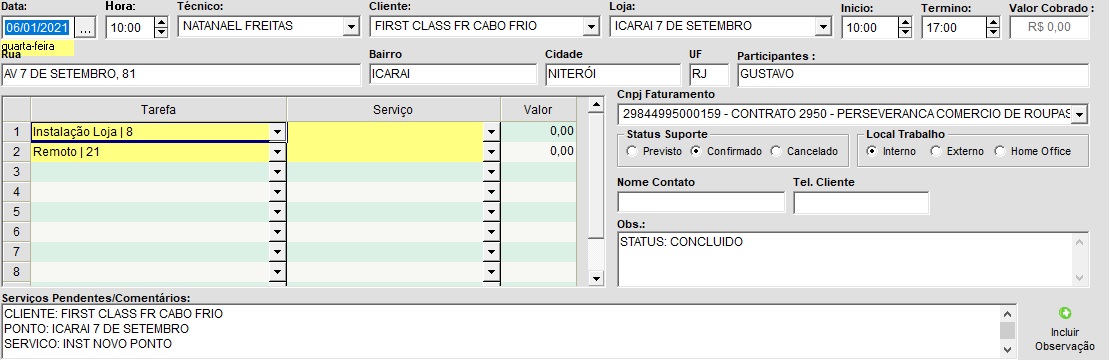 Data: Hora: Técnico: Cliente: Loja: Inicio: Termino: Valor Cobrado :
06/01/2021 ... 10:00 NATANAEL FREITAS FIRST CLASS FR CABO FRIO ICARAI 7 DE SETEMBRO 10:00 17:00 R$ 0,00
quarta-feira
Rua Bairro Cidade UF Participantes :
AV 7 DE SETEMBRO, 81 ICARAI NITERÓI RJ GUSTAVO
Cnpj Faturamento
29844995000159 - CONTRATO 2950 - PERSEVERANCA COMERCIO DE ROUPAS
Tarefa Serviço Valor
1 Instalação Loja | 8 0,00
2 Remoto | 21 0,00
3
4
5
6
7
8
Status Suporte Local Trabalho
Previsto Confirmado Cancelado Interno Externo Home Office
Nome Contato Tel. Cliente
Obs.:
STATUS: CONCLUIDO
Serviços Pendentes/Comentários:
CLIENTE: FIRST CLASS FR CABO FRIO
PONTO: ICARAI 7 DE SETEMBRO
SERVICO: INST NOVO PONTO
Incluir
Observação